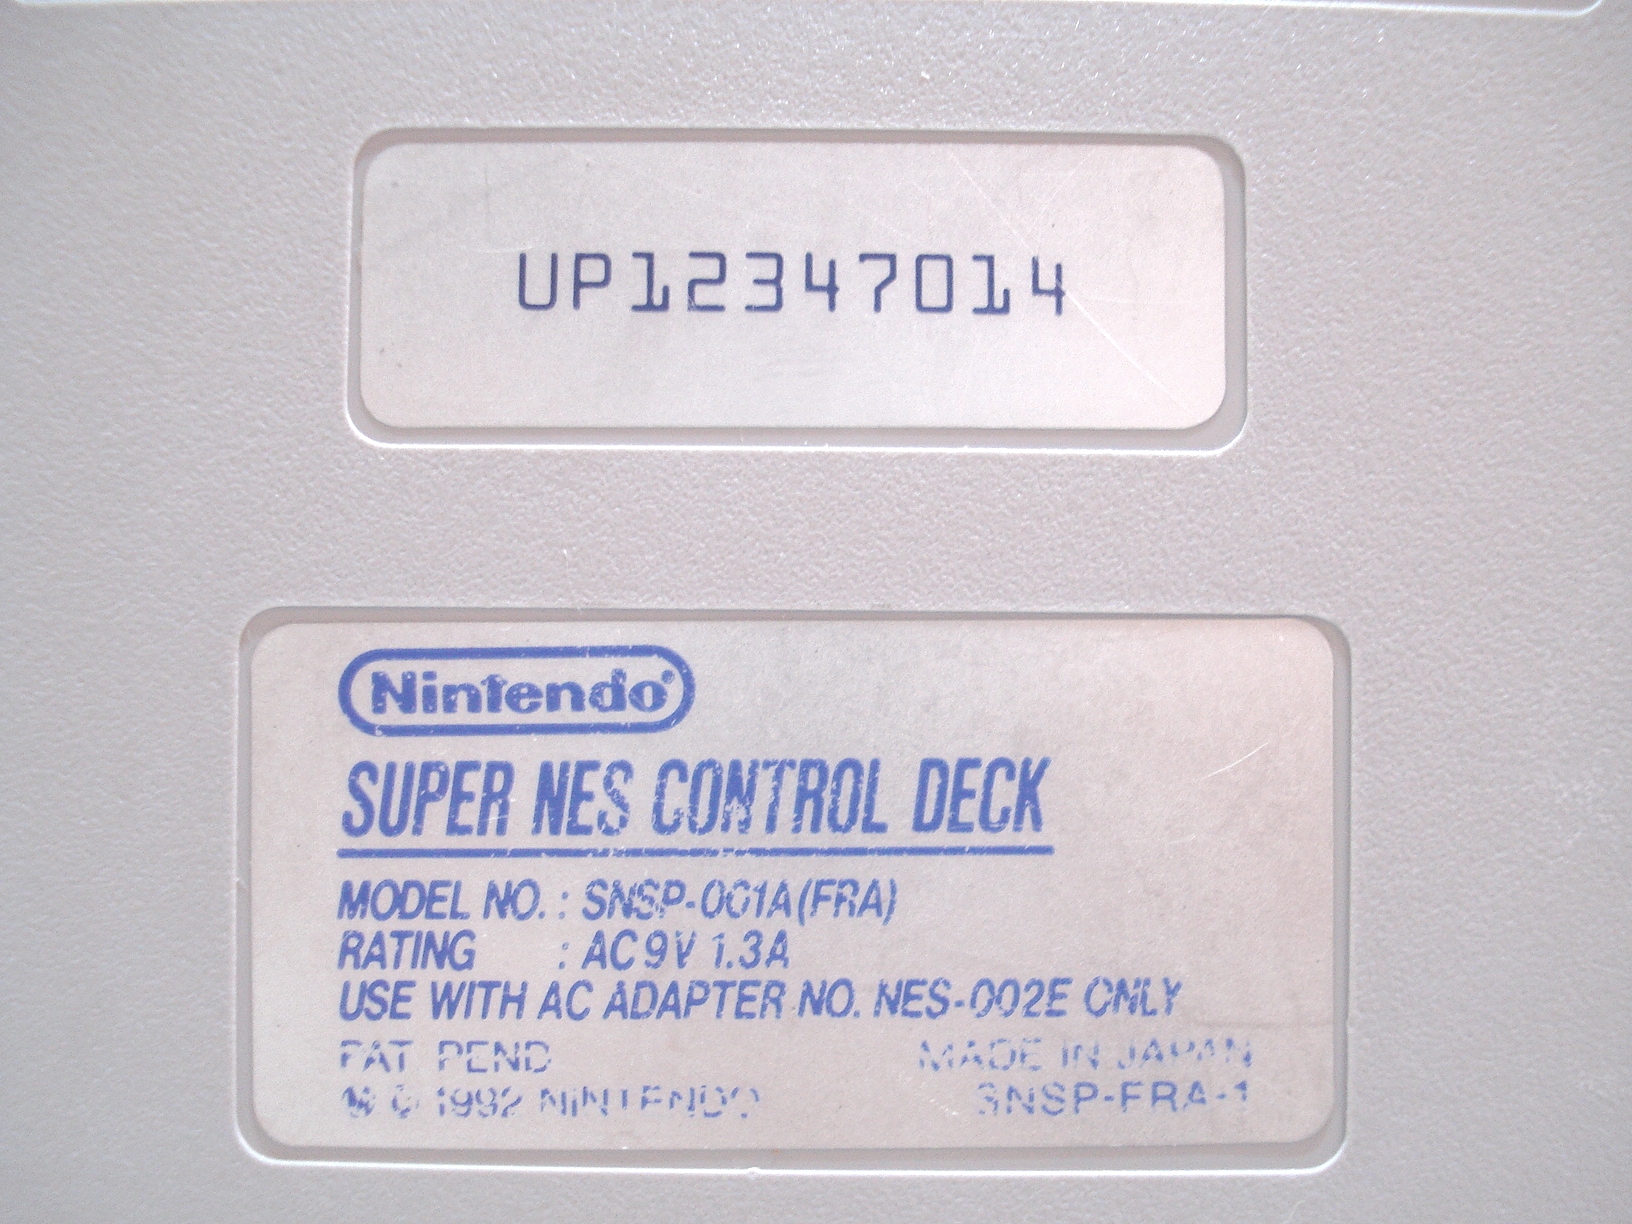 UP12347014
Nintendo®
SUPER NES CONTROL DECK
MODEL NO. : SNSP-001A(FRA)
RATING : AC 9V 1.3A
USE WITH AC ADAPTER NO. NES-002E ONLY
PAT PEND MADE IN JAPAN
© 1992 NINTENDO SNSP-FRA-1